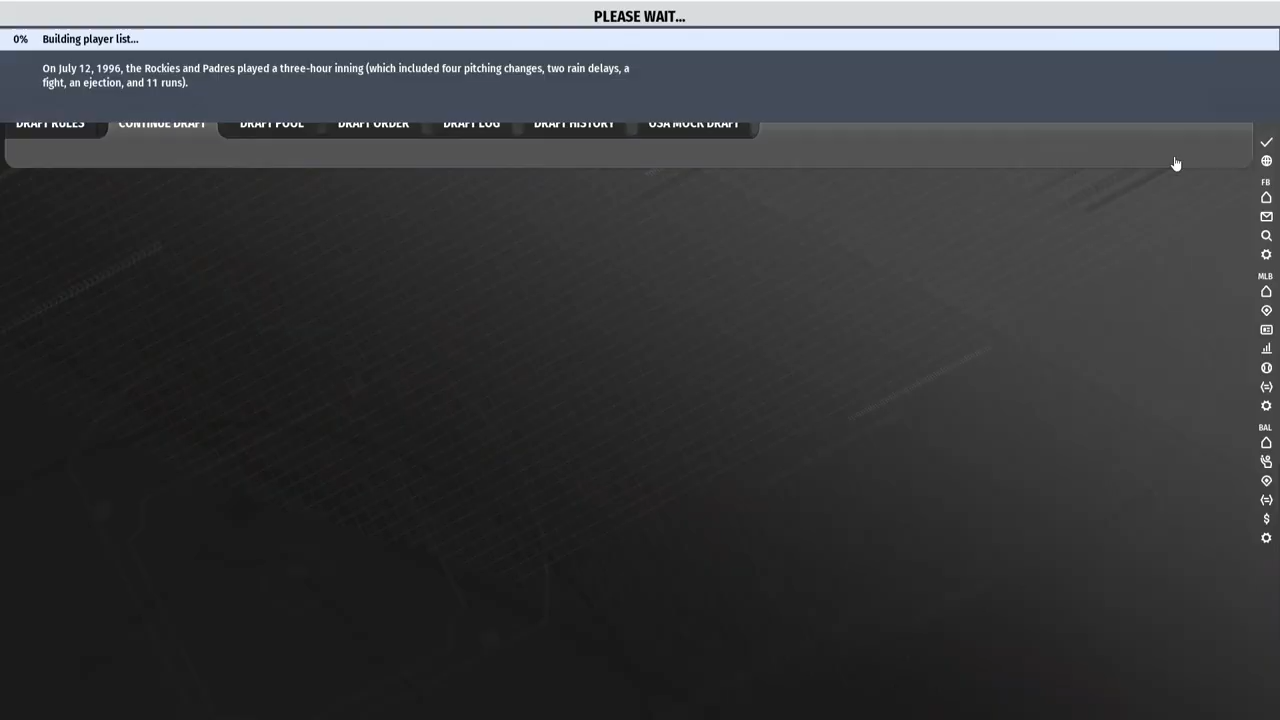 PLEASE WAIT...
0% Building player list...
On July 12, 1996, the Rockies and Padres played a three-hour inning (which included four pitching changes, two rain delays, a
fight, an ejection, and 11 runs).
DRAFT RULES CONTINUE DRAFT DRAFT POOL DRAFT ORDER DRAFT LOG DRAFT HISTORY USA MOCK DRAFT
FB
MLB
BAL
$